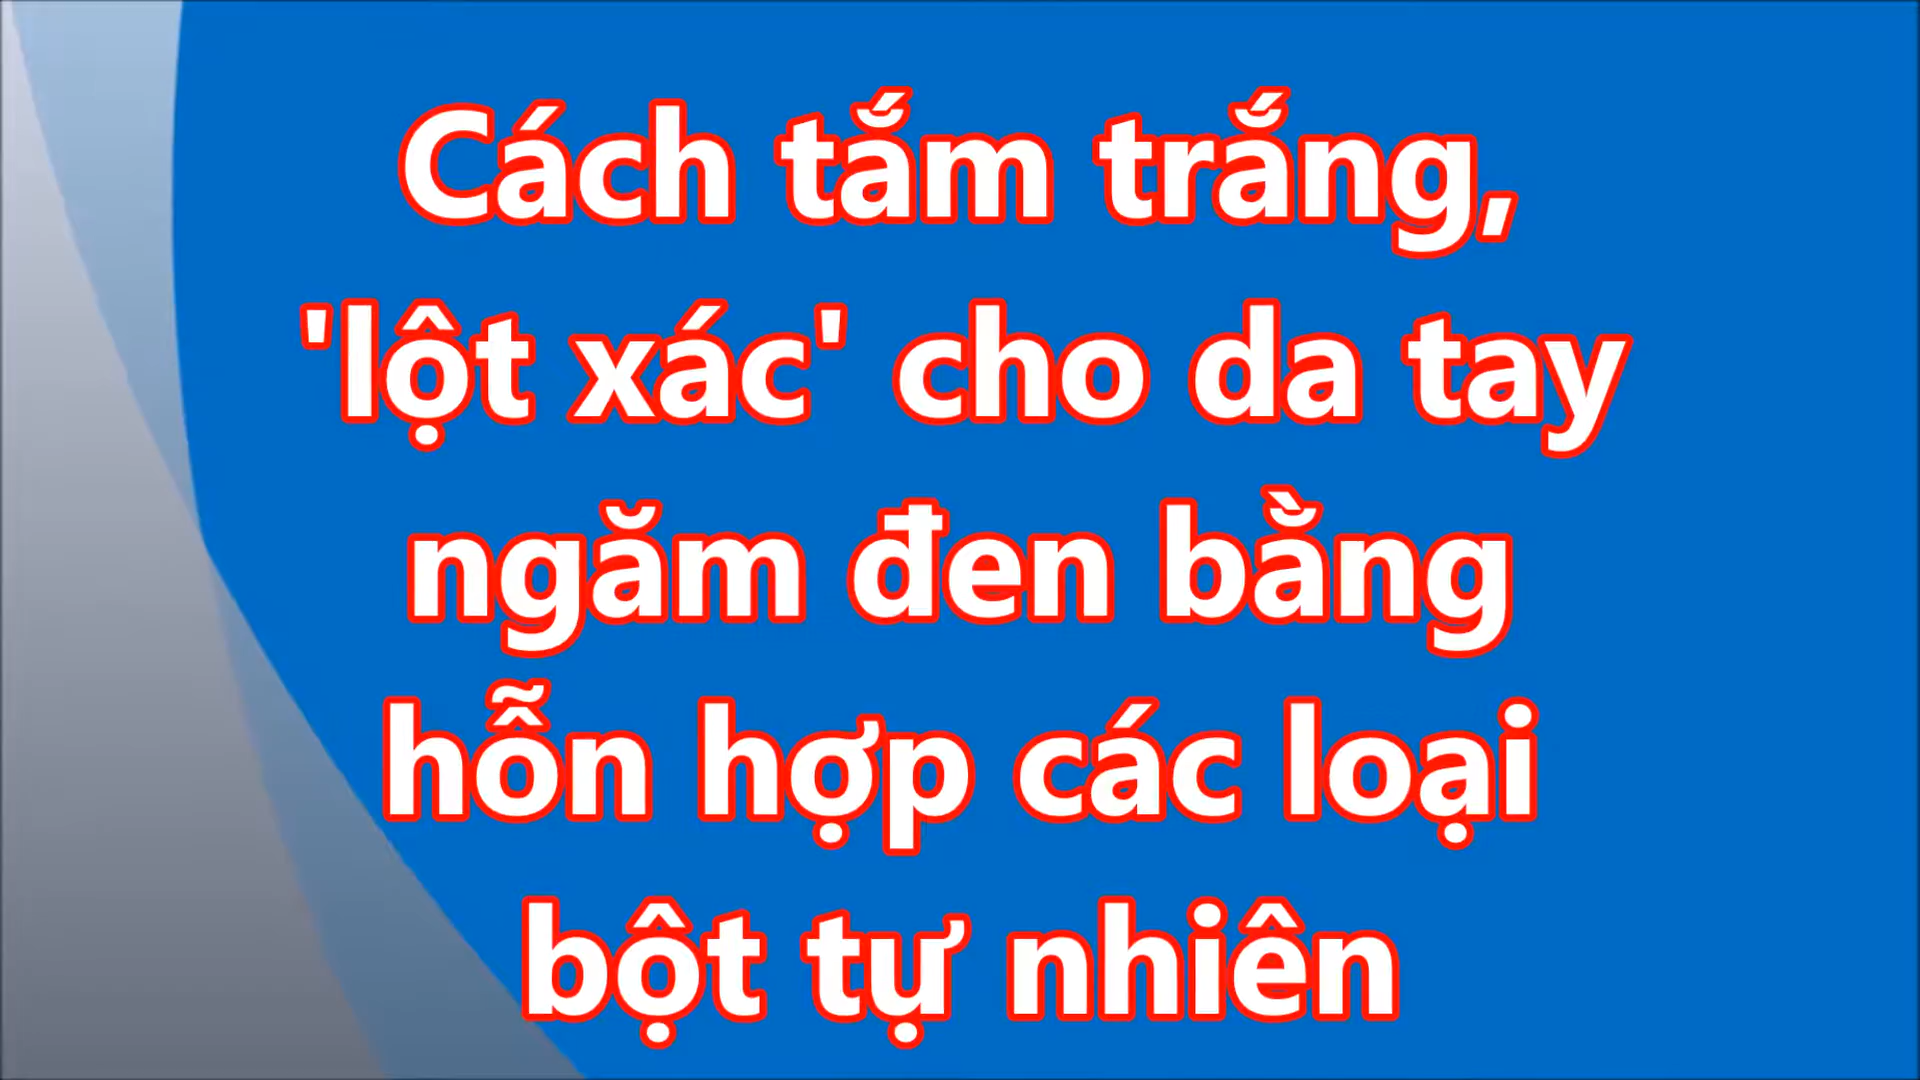 Cách tắm trắng,
'lột xác' cho da tay
ngăm đen bằng
hỗn hợp các loại
bột tự nhiên